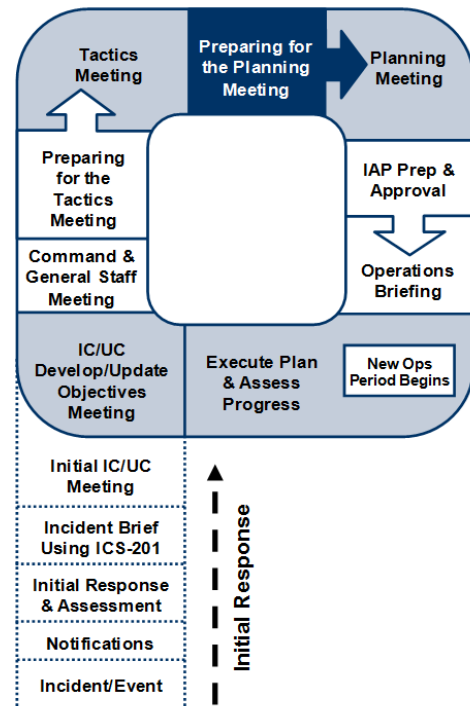 Tactics
Meeting
Preparing for
the Planning
Meeting
Planning
Meeting
Preparing
for the
Tactics
Meeting
IAP Prep &
Approval
Command &
General Staff
Meeting
Operations
Briefing
IC/UC
Develop/Update
Objectives
Meeting
Execute Plan
& Assess
Progress
New Ops
Period Begins
Initial IC/UC
Meeting
Incident Brief
Using ICS-201
Initial Response
& Assessment
Notifications
Incident/Event
Initial Response